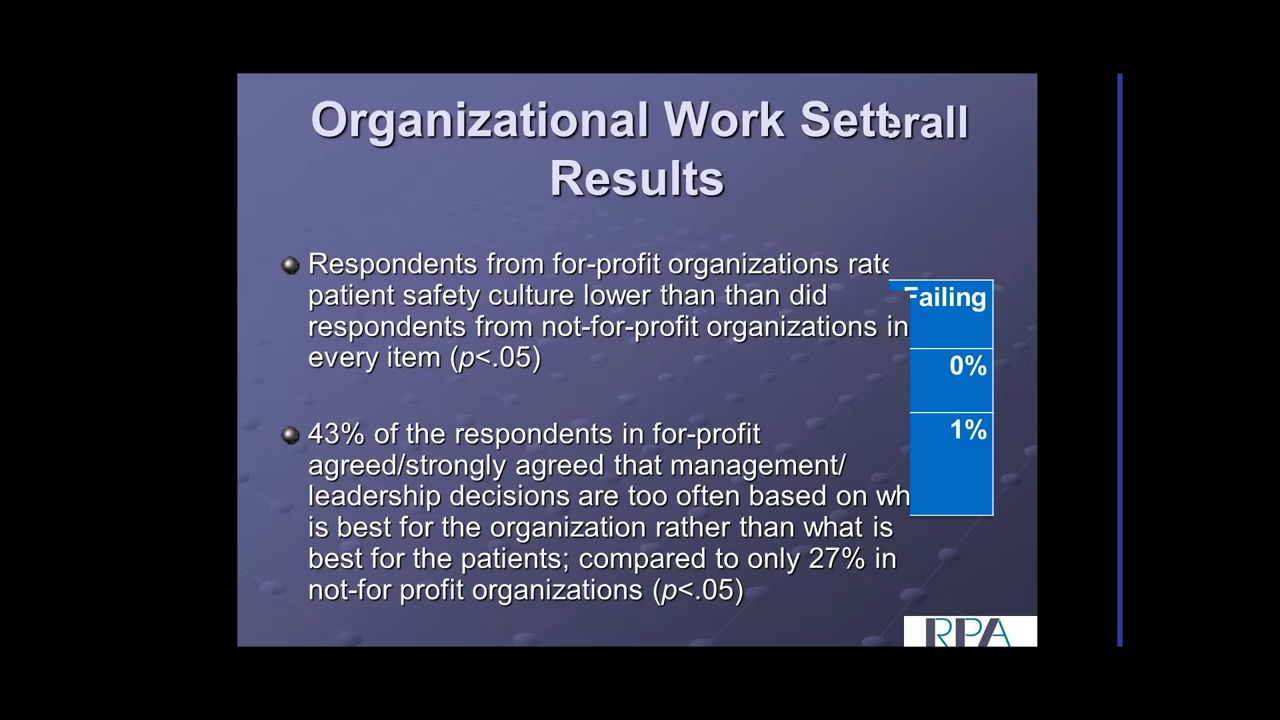 Organizational Work Setterall
Results
Respondents from for-profit organizations rate
patient safety culture lower than than did
respondents from not-for-profit organizations in
every item (p<.05)
43% of the respondents in for-profit
agreed/strongly agreed that management/
leadership decisions are too often based on wh
is best for the organization rather than what is
best for the patients; compared to only 27% in
not-for profit organizations (p<.05)
Failing
0%
1%
RPA